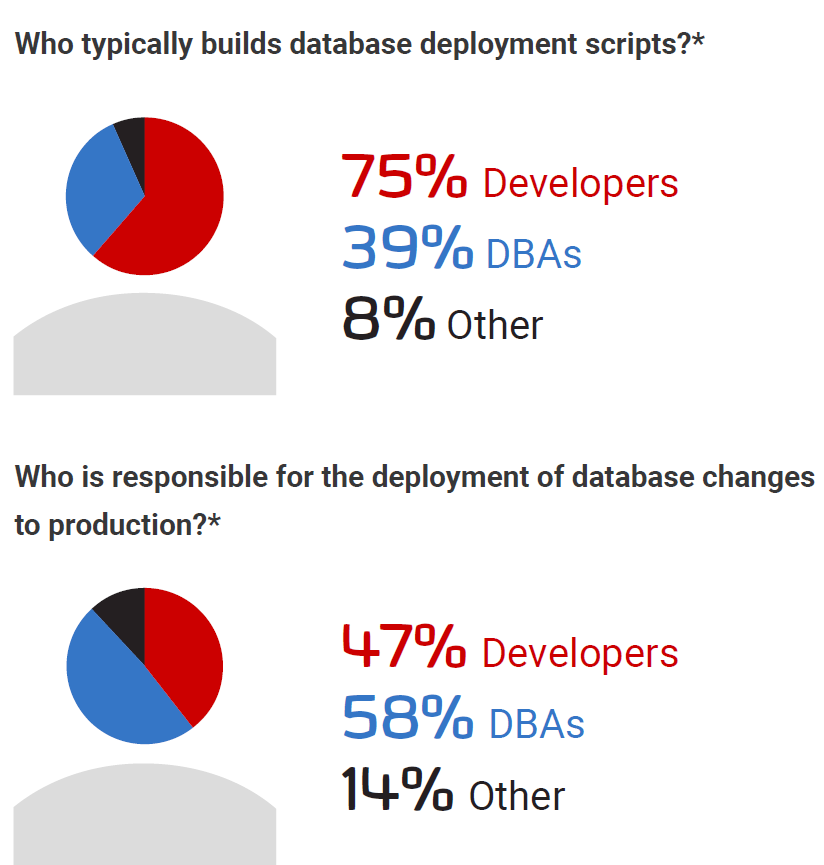 Who typically builds database deployment scripts?*
75% Developers
39% DBAs
8% Other
Who is responsible for the deployment of database changes
to production?*
47% Developers
58% DBAs
14% Other